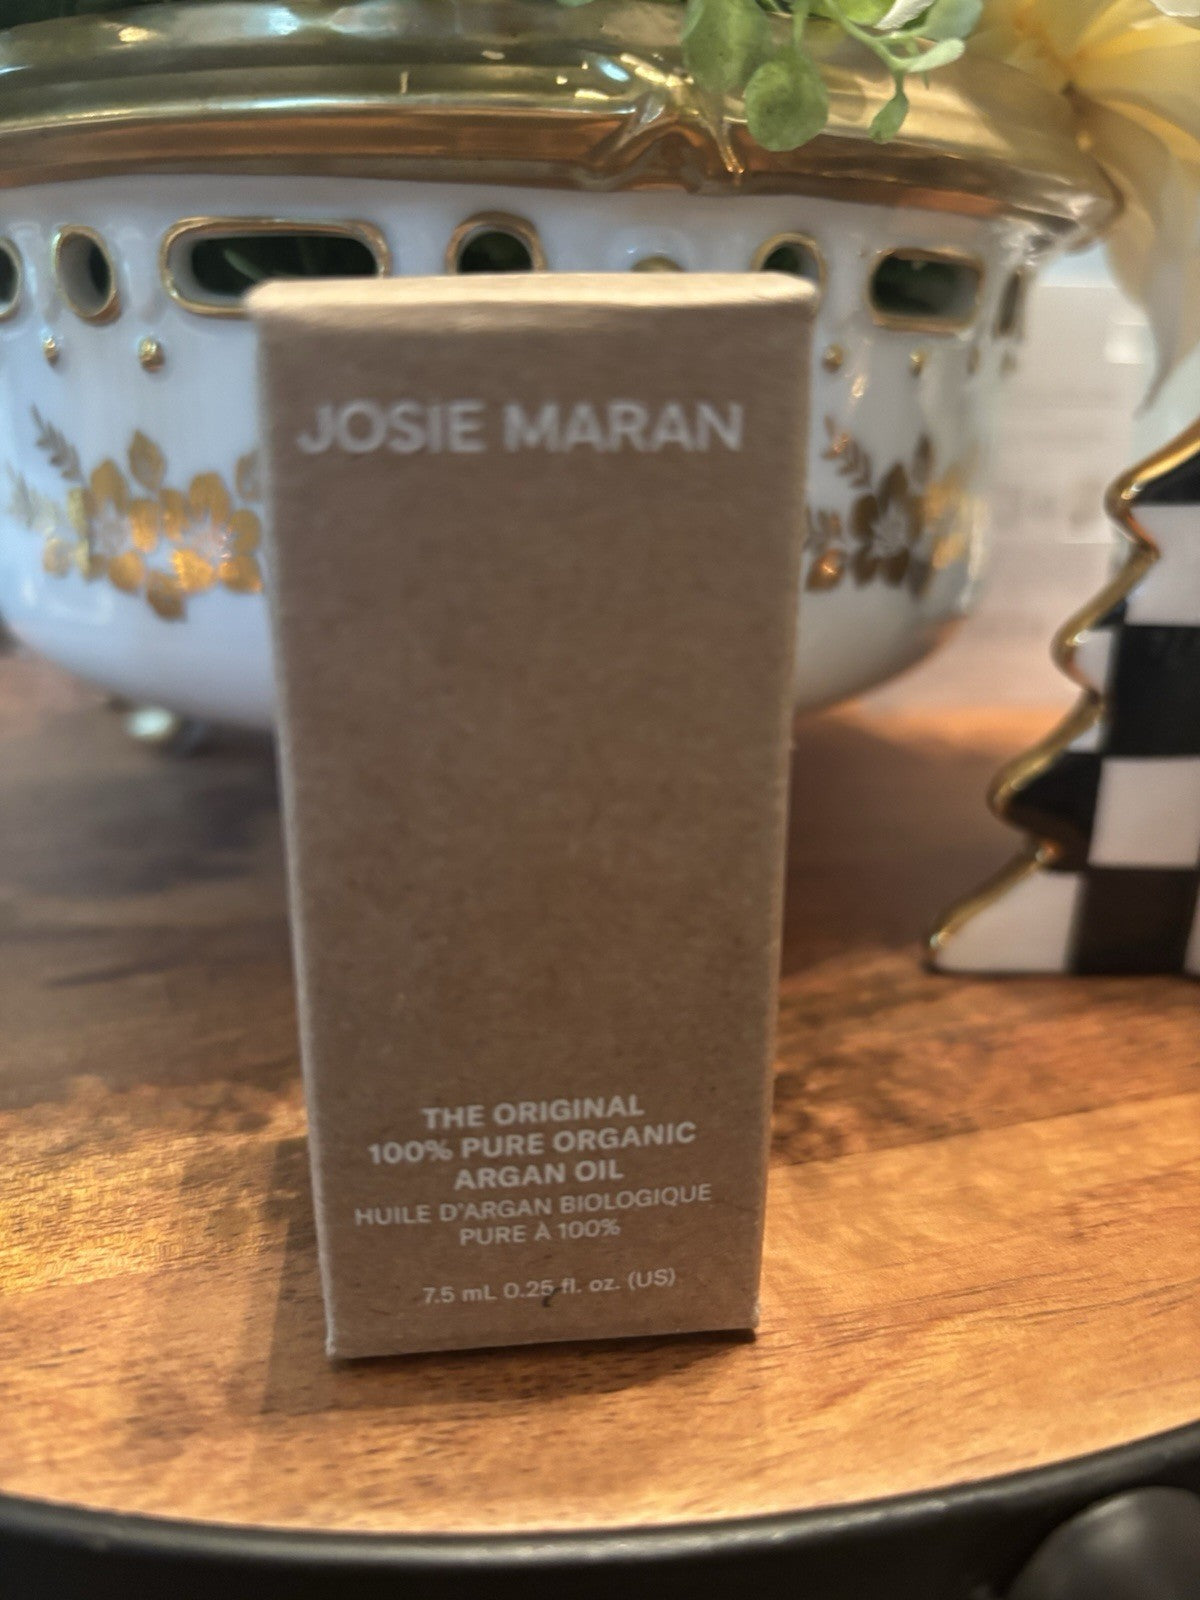 JOSIE MARAN
THE ORIGINAL
100% PURE ORGANIC
ARGAN OIL
HUILE D'ARGAN BIOLOGIQUE
PURE À 100%
7.5 mL 0.25 fl. oz. (US)